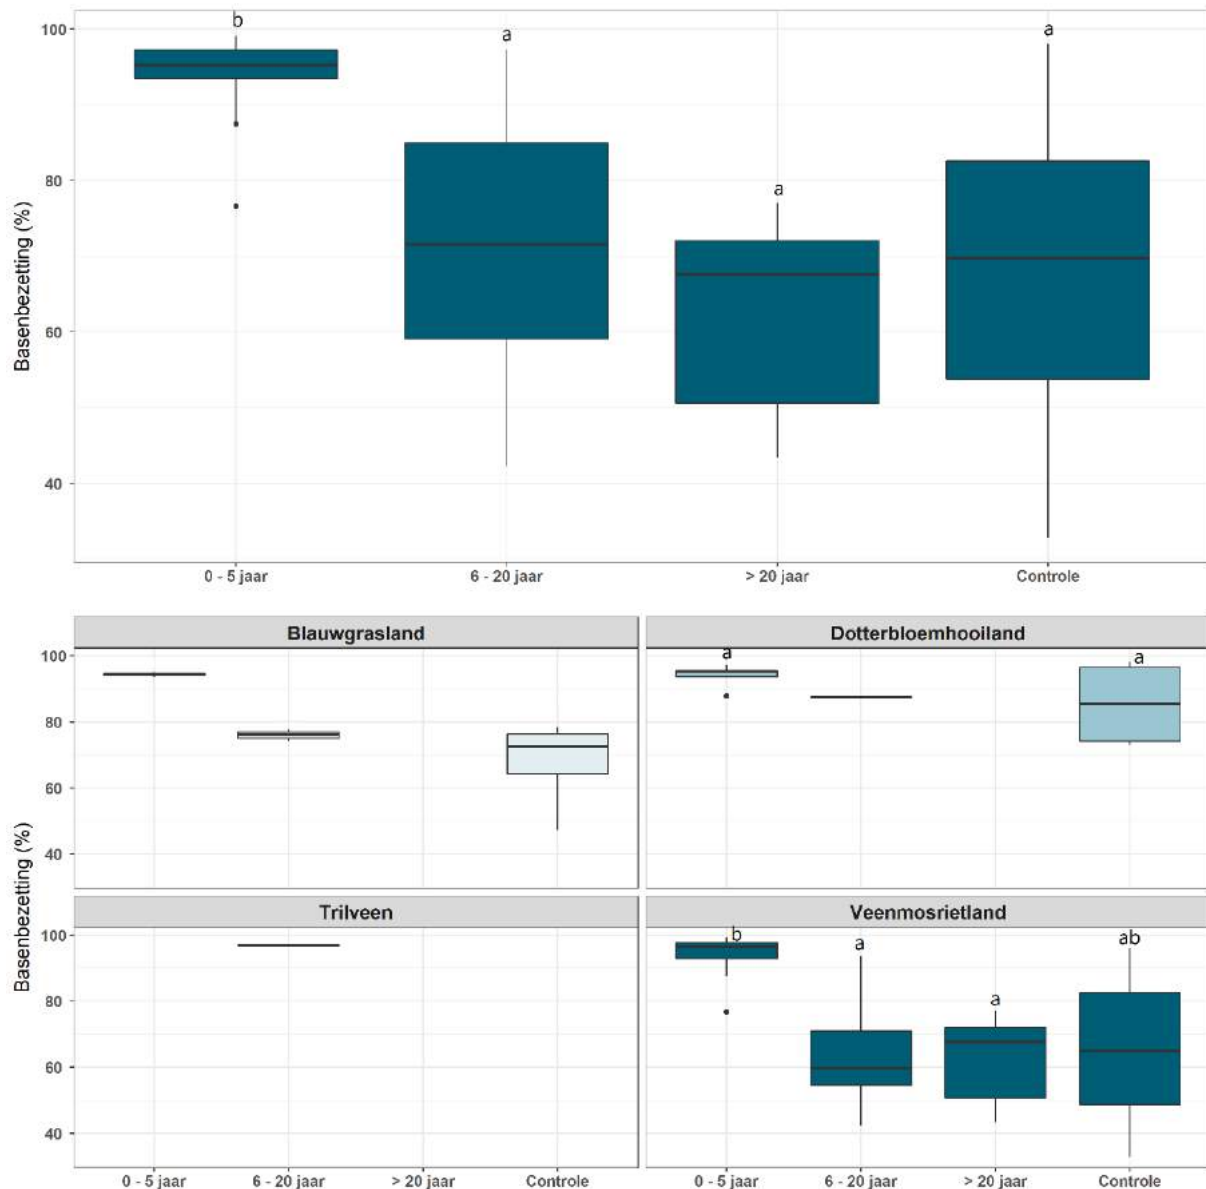 b
a
a
a
100
80
60
40
Basenbezetting (%)
0 - 5 jaar 6 - 20 jaar > 20 jaar Controle
Blauwgrasland Dotterbloemhooiland
a a
100
80
60
40
Basenbezetting (%)
Trilveen Veenmosrietland
b a a ab
100
80
60
40
0 - 5 jaar 6 - 20 jaar > 20 jaar Controle 0 - 5 jaar 6 - 20 jaar > 20 jaar Controle